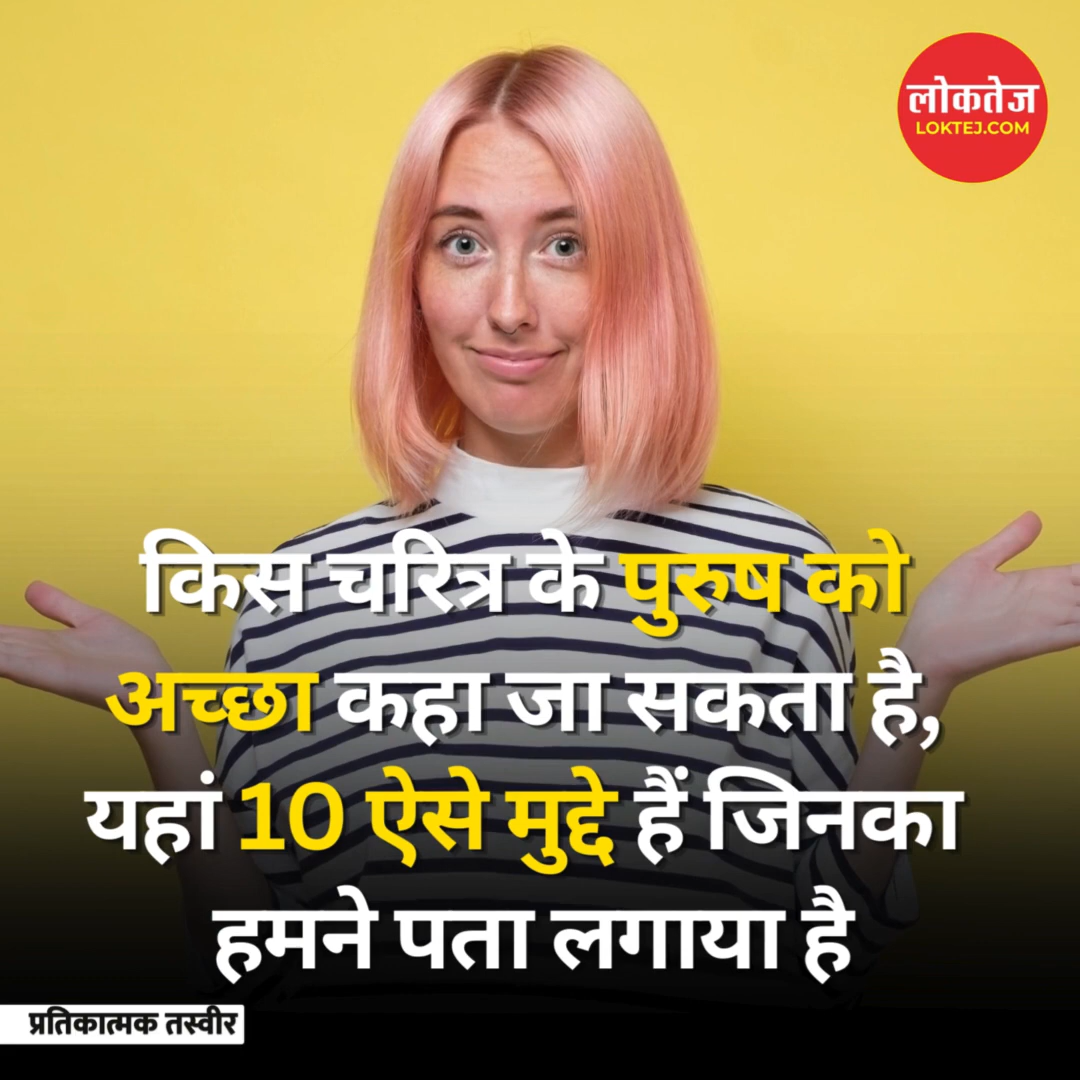 लोकतेज
LOKTEJ.COM
किस चरित्र के पुरुष को
अच्छा कहा जा सकता है,
यहां 10 ऐसे मुद्दे हैं जिनका
हमने पता लगाया है
प्रतिकात्मक तस्वीर